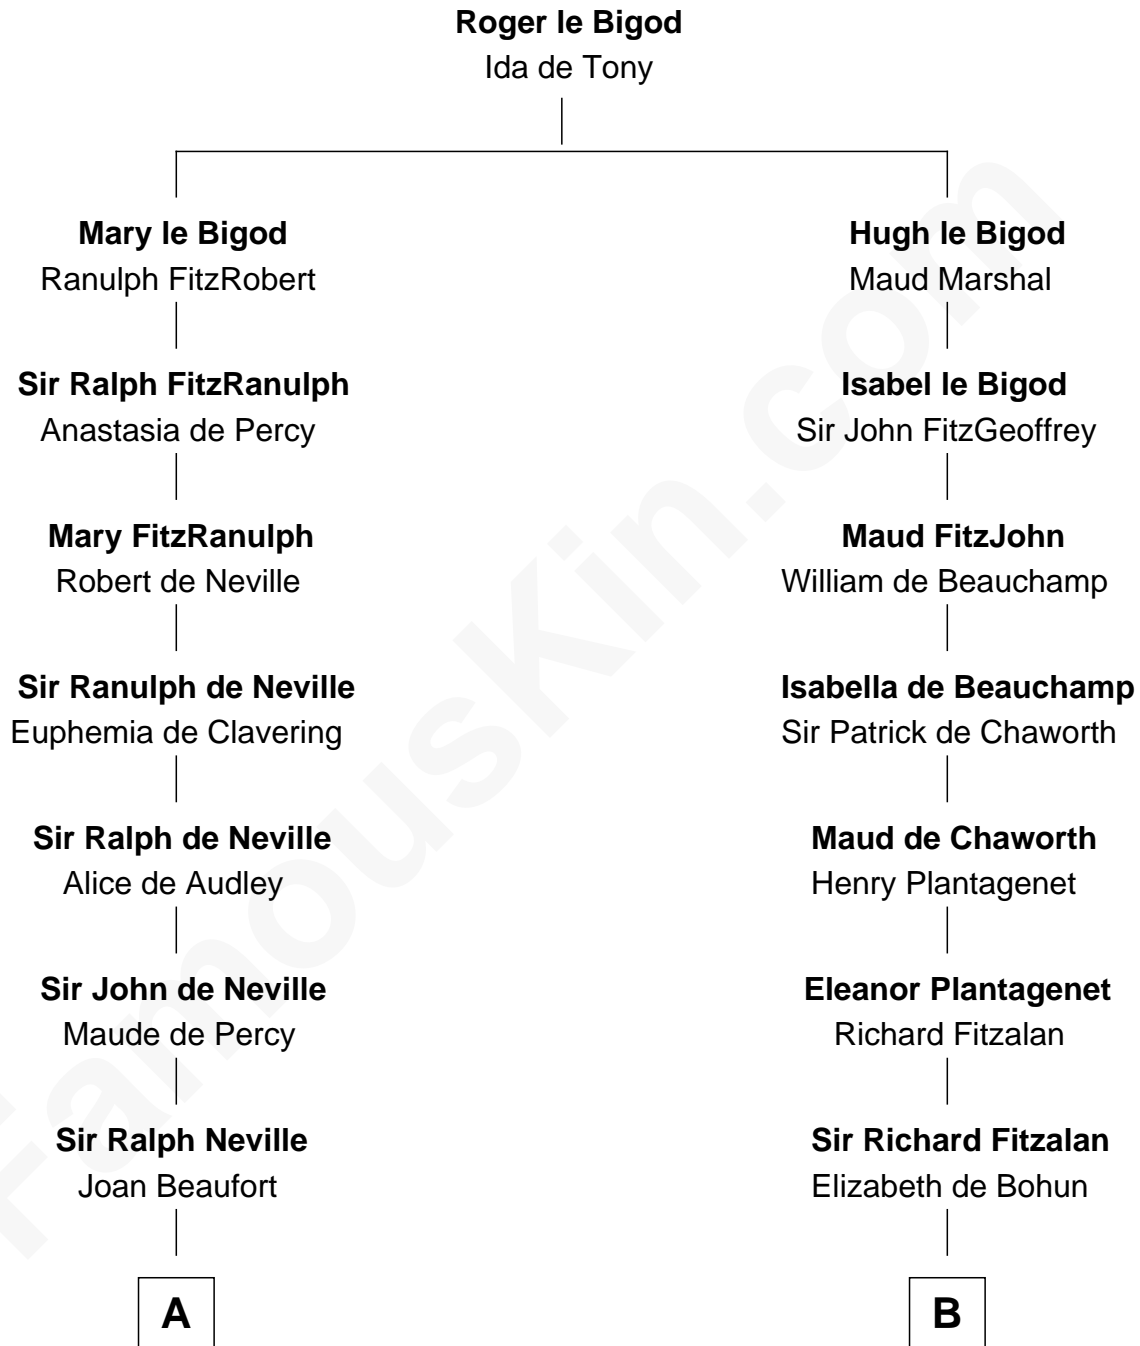 Roger le Bigod
Ida de Tony
Mary le Bigod
Ranulph FitzRobert
Hugh le Bigod
Maud Marshal
Sir Ralph FitzRanulph
Anastasia de Percy
Isabel le Bigod
Sir John FitzGeoffrey
Mary FitzRanulph
Robert de Neville
Maud FitzJohn
William de Beauchamp
Sir Ranulph de Neville
Euphemia de Clavering
Isabella de Beauchamp
Sir Patrick de Chaworth
Sir Ralph de Neville
Alice de Audley
Maud de Chaworth
Henry Plantagenet
Sir John de Neville
Maude de Percy
Eleanor Plantagenet
Richard Fitzalan
Sir Ralph Neville
Joan Beaufort
Sir Richard Fitzalan
Elizabeth de Bohun
A
B
FamousKin.com